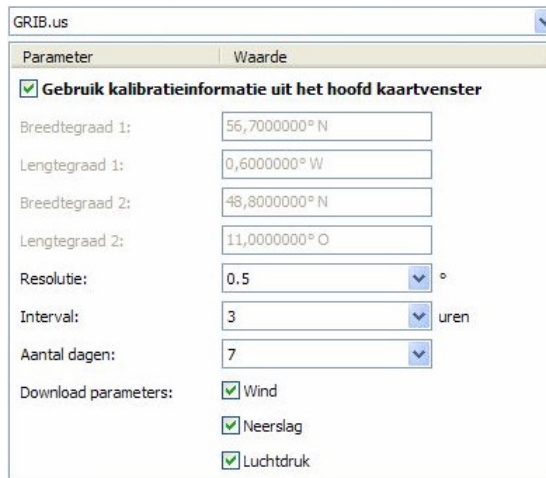 GRIB.us
Parameter Waarde
Gebruik kalibratieinformatie uit het hoofd kaartvenster
Breedtegraad 1: 56,7000000° N
Lengtegraad 1: 0,6000000° W
Breedtegraad 2: 48,8000000° N
Lengtegraad 2: 11,0000000° O
Resolutie: 0.5 °
Interval: 3 uren
Aantal dagen: 7
Download parameters: Wind
Neerslag
Luchtdruk